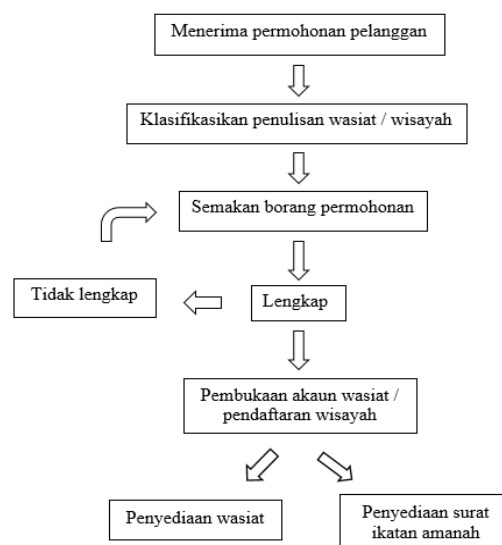 Menerima permohonan pelanggan
Klasifikasikan penulisan wasiat / wisayah
Semakan borang permohonan
Tidak lengkap
Lengkap
Pembukaan akaun wasiat /
pendaftaran wisayah
Penyediaan wasiat
Penyediaan surat
ikatan amanah